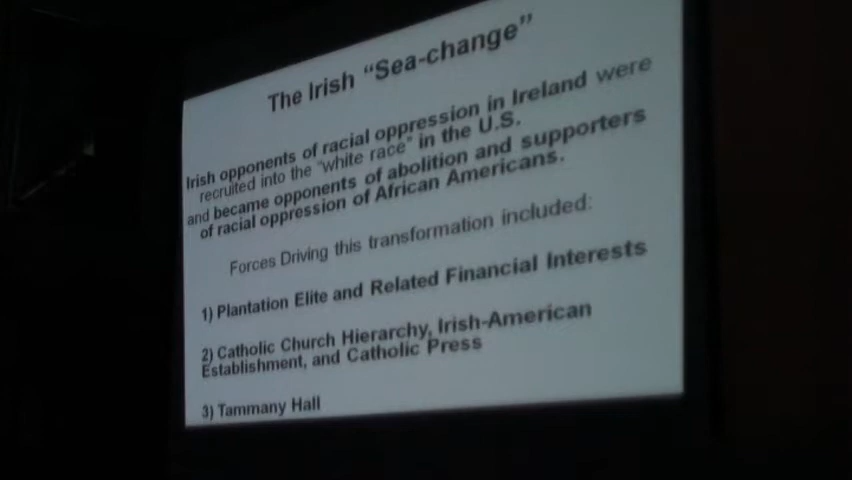 The Irish “Sea-change”
Irish opponents of racial oppression in Ireland were
recruited into the “white race” in the U.S.
and became opponents of abolition and supporters
of racial oppression of African Americans.
Forces Driving this transformation included:
1) Plantation Elite and Related Financial Interests
2) Catholic Church Hierarchy, Irish-American
Establishment, and Catholic Press
3) Tammany Hall